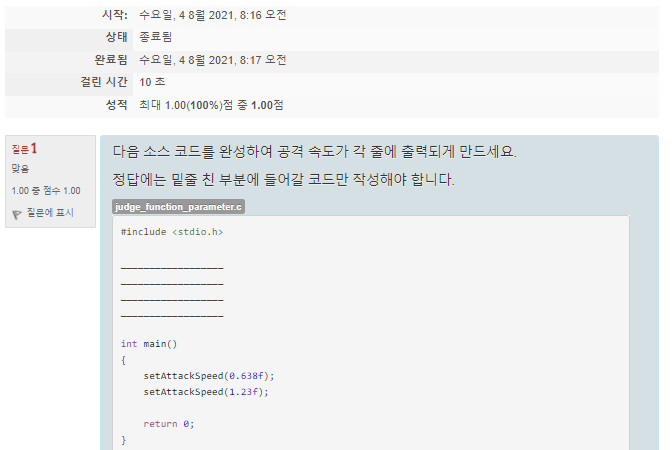 시작: 수요일, 4 8월 2021, 8:16 오전
상태 종료됨
완료됨 수요일, 4 8월 2021, 8:17 오전
걸린 시간 10 초
성적 최대 1.00(100%)점 중 1.00점
질문 1
맞음
1.00 중 점수 1.00
질문에 표시
다음 소스 코드를 완성하여 공격 속도가 각 줄에 출력되게 만드세요.
정답에는 밑줄 친 부분에 들어갈 코드만 작성해야 합니다.
judge_function_parameter.c
#include <stdio.h>
__________________
__________________
__________________
__________________
int main()
{
    setAttackSpeed(0.638f);
    setAttackSpeed(1.23f);
    return 0;
}